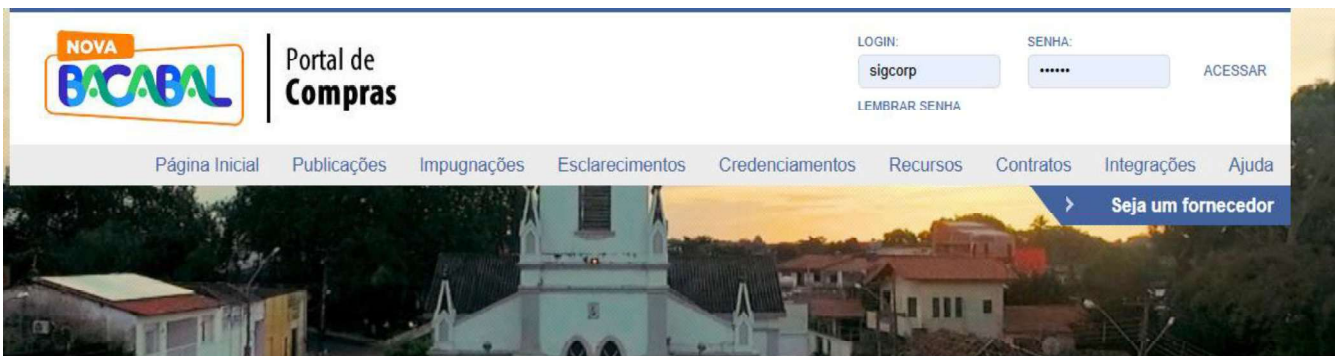 NOVA
BACABAL
Portal de
Compras
LOGIN:
SENHA:
sigcorp
••••••
ACESSAR
LEMBRAR SENHA
Página Inicial
Publicações
Impugnações
Esclarecimentos
Credenciamentos
Recursos
Contratos
Integrações
Ajuda
> Seja um fornecedor